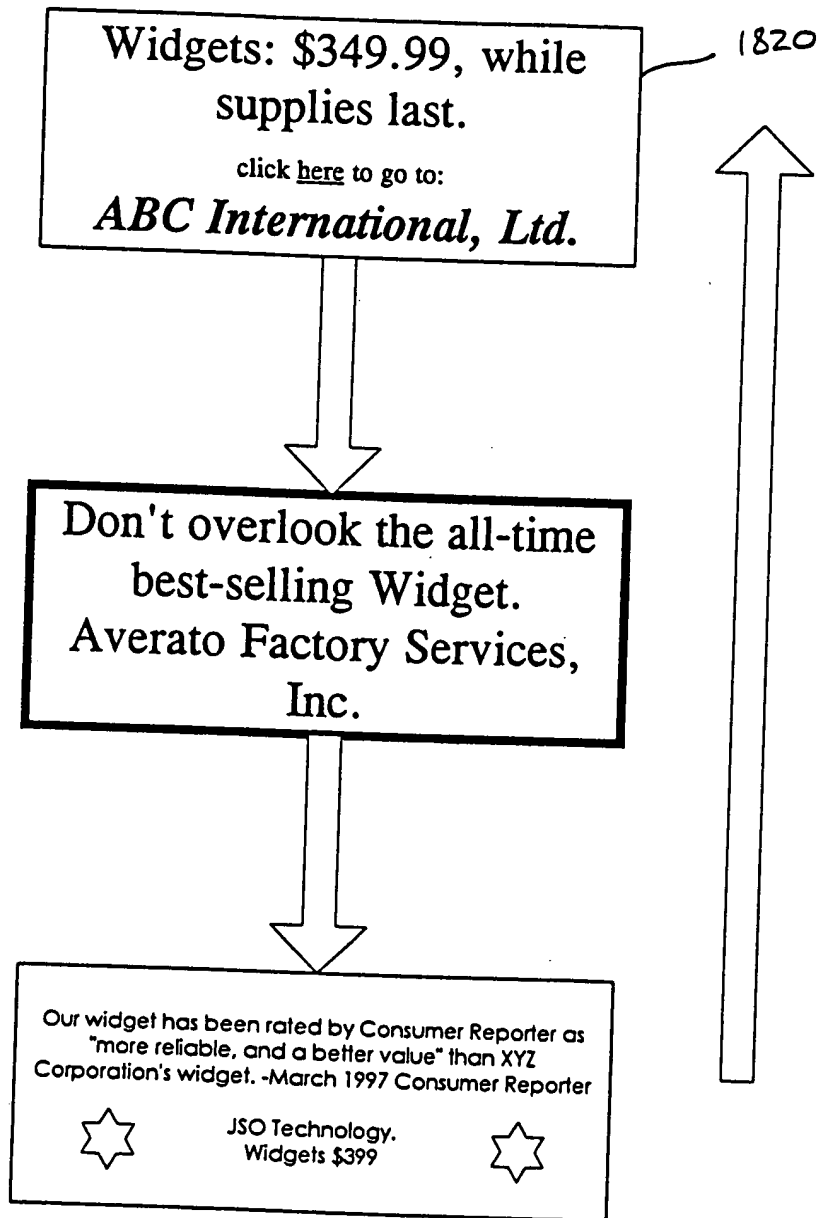 Widgets: $349.99, while
supplies last.
click here to go to:
ABC International, Ltd.
1820
Don't overlook the all-time
best-selling Widget.
Averato Factory Services,
Inc.
Our widget has been rated by Consumer Reporter as
"more reliable, and a better value" than XYZ
Corporation's widget. -March 1997 Consumer Reporter
JSO Technology.
Widgets $399